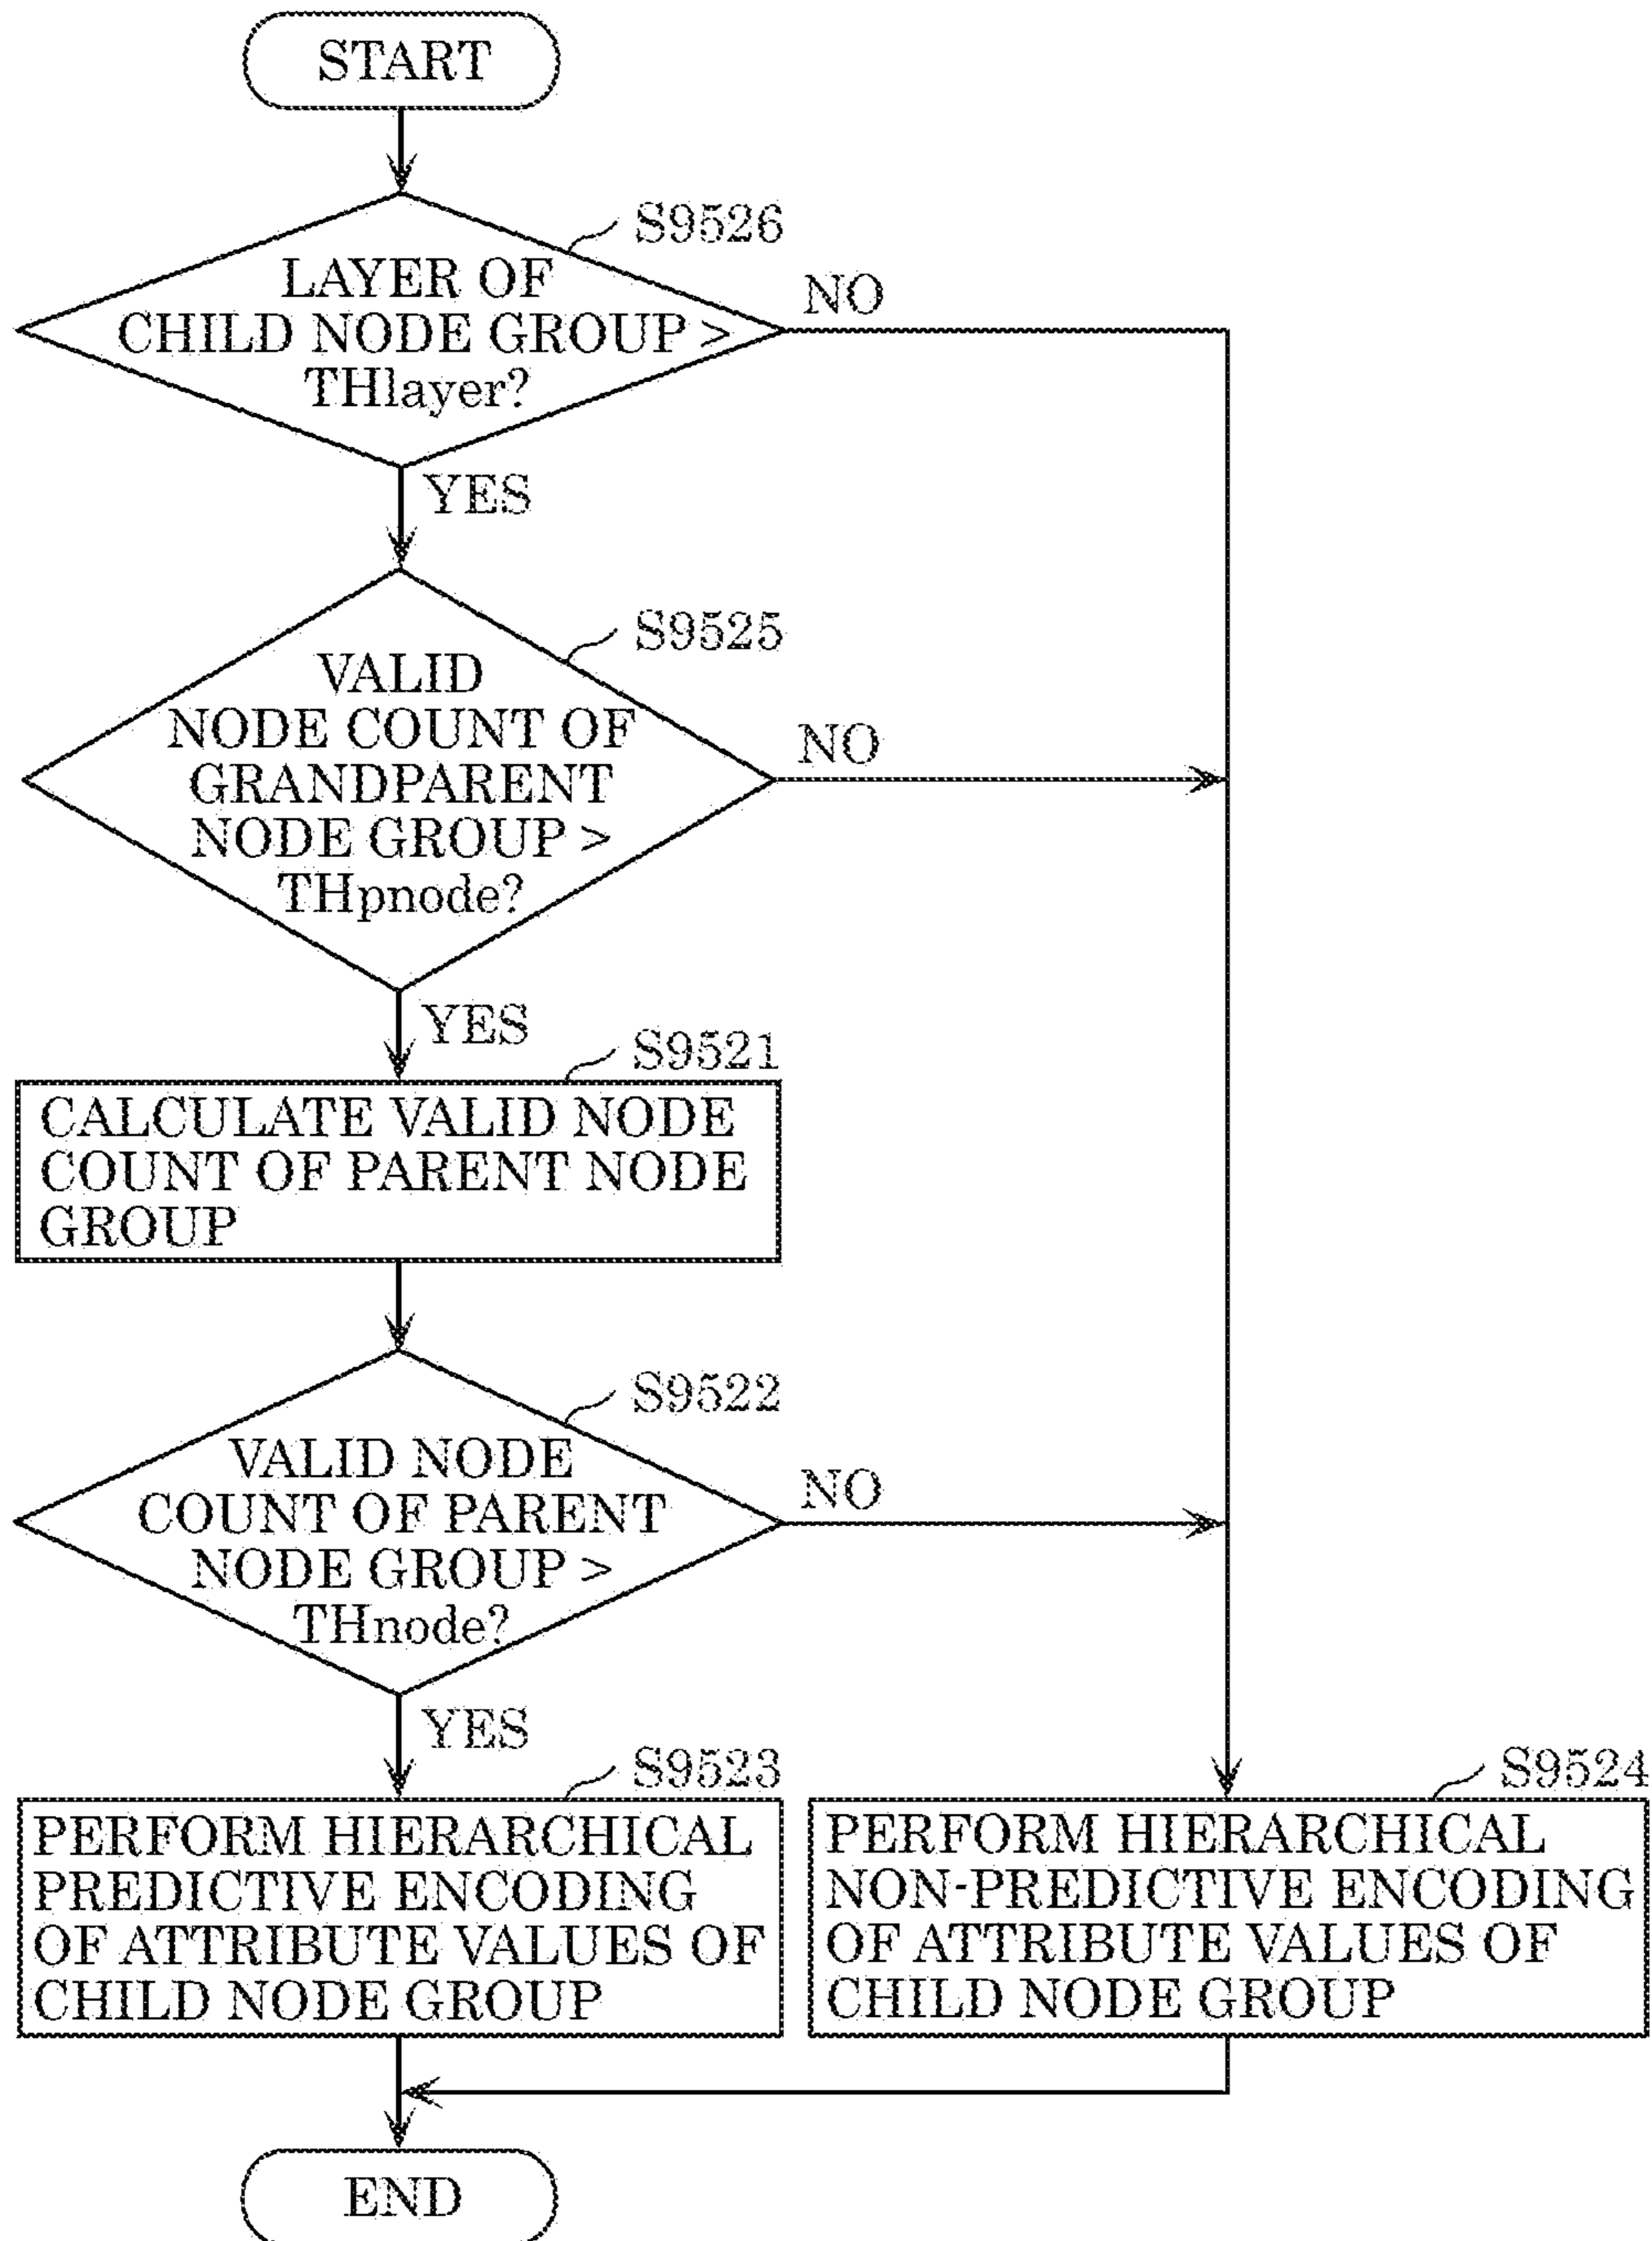 START
S9526
LAYER OF
CHILD NODE GROUP >
THlayer?
NO
YES
S9525
VALID
NODE COUNT OF
GRANDPARENT
NODE GROUP >
THpnode?
NO
YES
S9521
CALCULATE VALID NODE
COUNT OF PARENT NODE
GROUP
S9522
VALID NODE
COUNT OF PARENT
NODE GROUP >
THnode?
NO
YES
S9523
PERFORM HIERARCHICAL
PREDICTIVE ENCODING
OF ATTRIBUTE VALUES OF
CHILD NODE GROUP
S9524
PERFORM HIERARCHICAL
NON-PREDICTIVE ENCODING
OF ATTRIBUTE VALUES OF
CHILD NODE GROUP
END